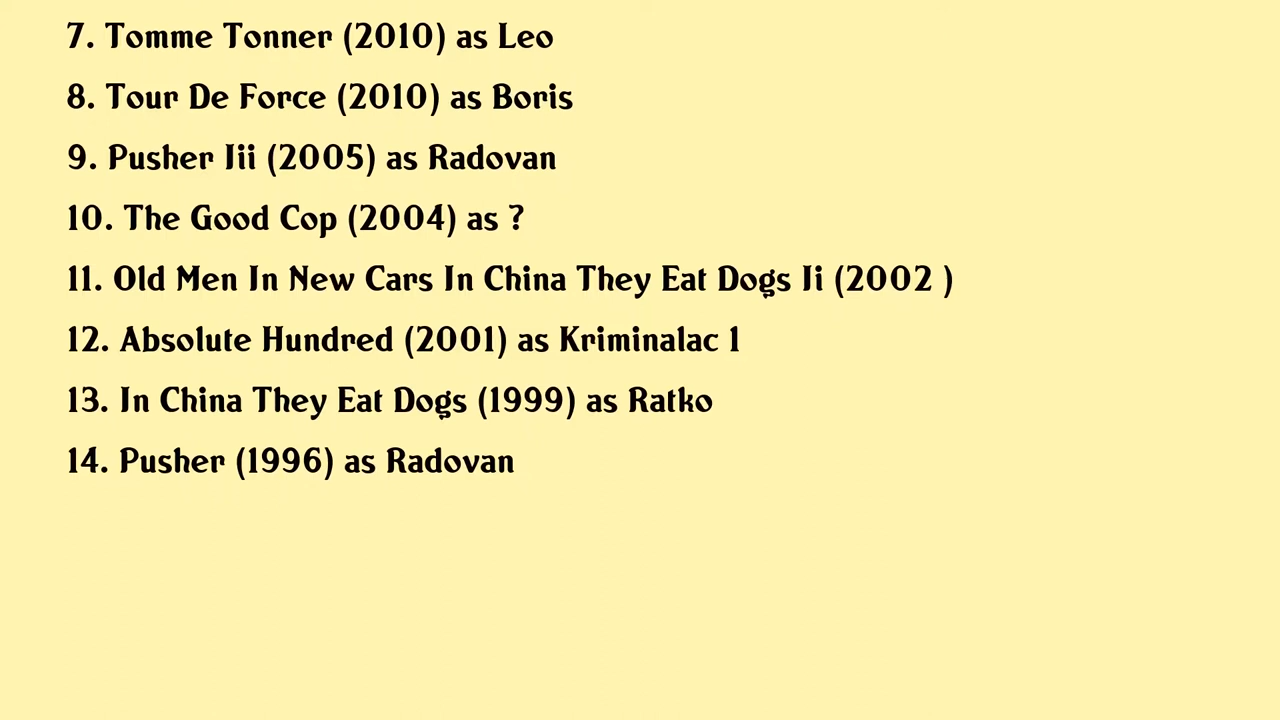 7. Tomme Tonner (2010) as Leo
8. Tour De Force (2010) as Boris
9. Pusher Iii (2005) as Radovan
10. The Good Cop (2004) as ?
11. Old Men In New Cars In China They Eat Dogs Ii (2002 )
12. Absolute Hundred (2001) as Kriminalac 1
13. In China They Eat Dogs (1999) as Ratko
14. Pusher (1996) as Radovan